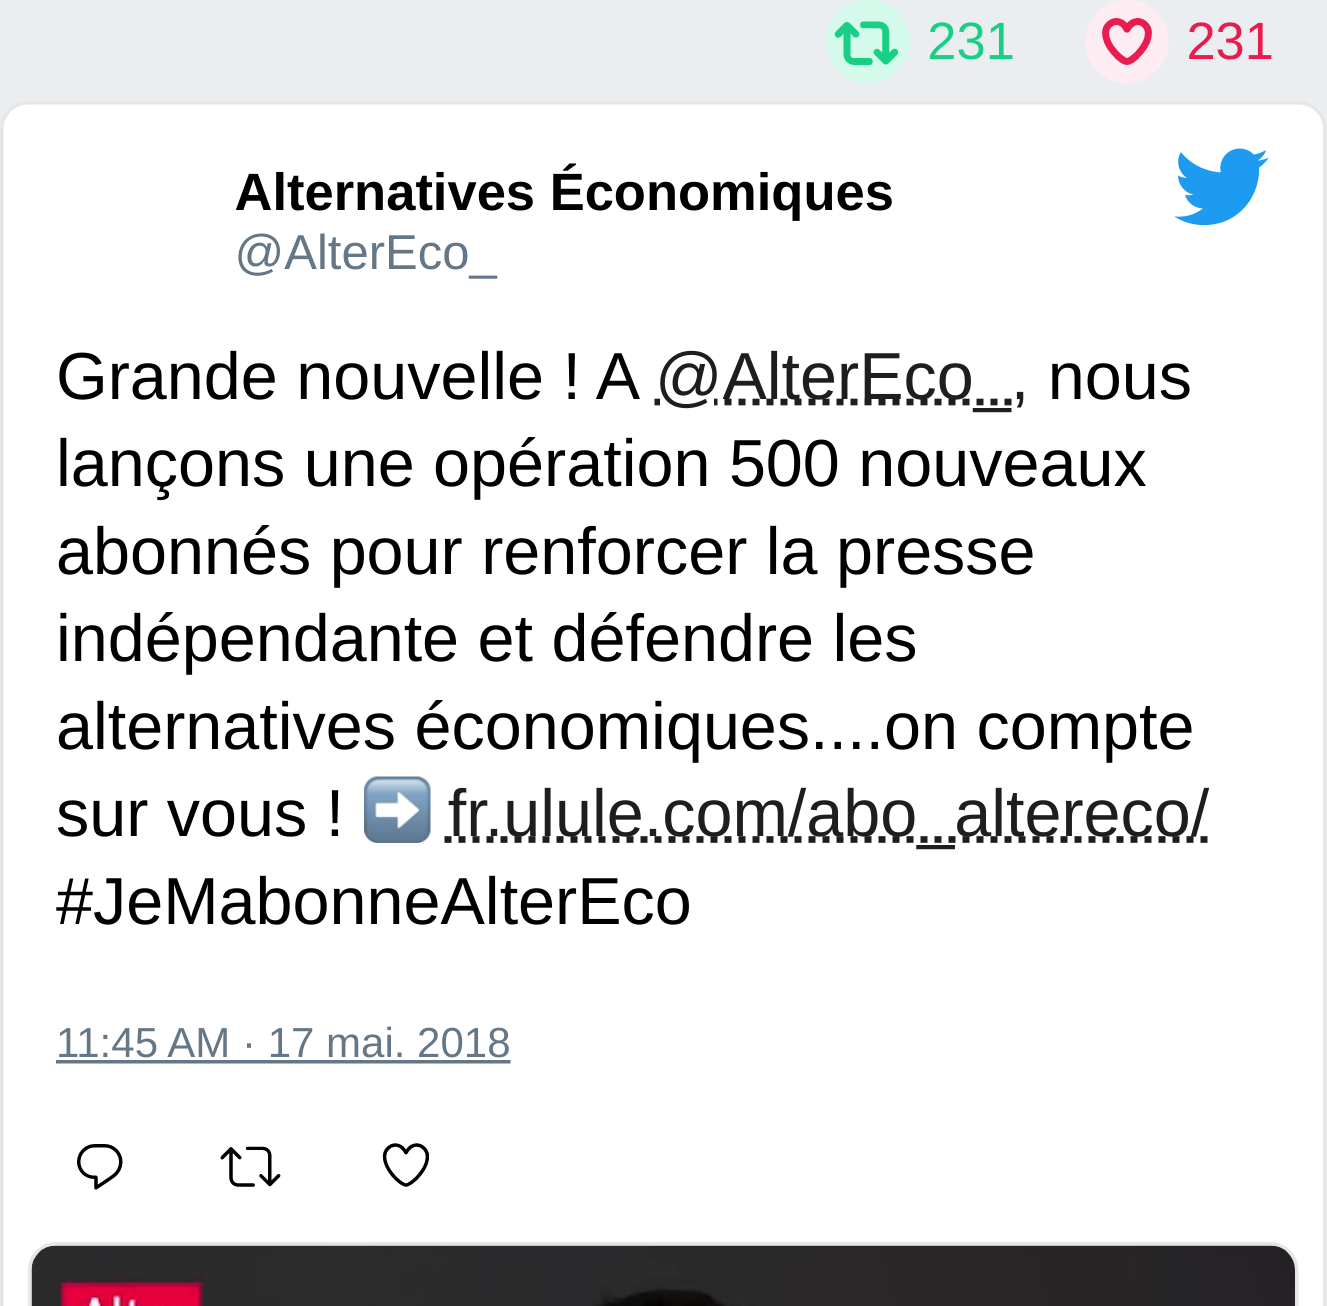 231 231
Alternatives Économiques
@AlterEco_
Grande nouvelle ! A @AlterEco_, nous
lançons une opération 500 nouveaux
abonnés pour renforcer la presse
indépendante et défendre les
alternatives économiques....on compte
sur vous ! ➡️ fr.ulule.com/abo_altereco/
#JeMabonneAlterEco
11:45 AM · 17 mai. 2018